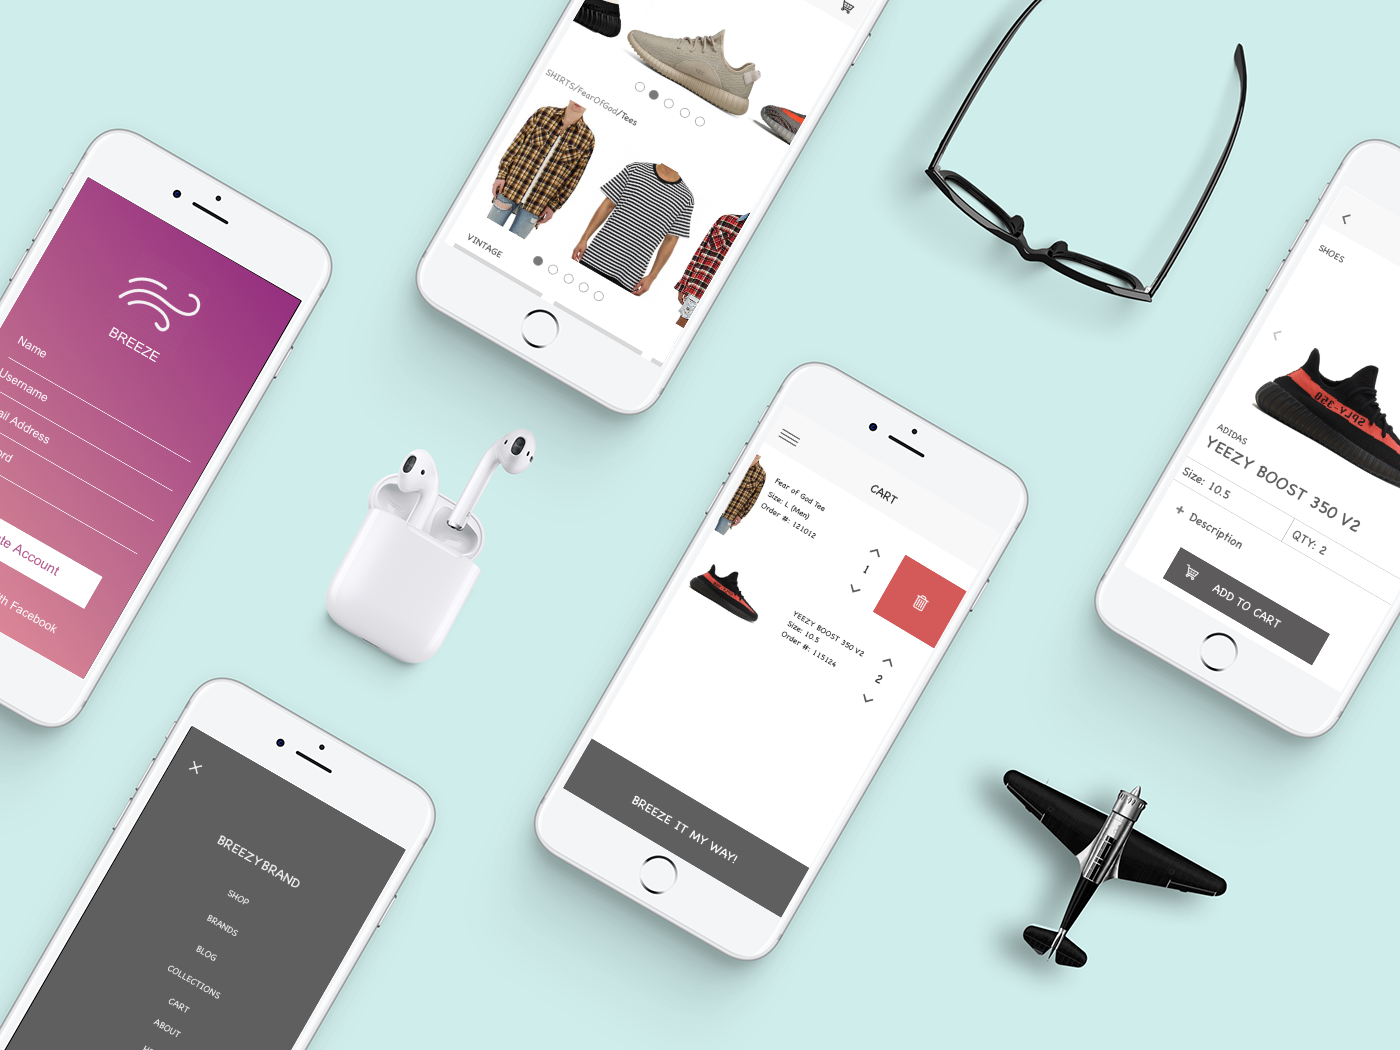 BREEZE
Name
Username
ail Address
ord
te Account
th Facebook
SHIRTS/FearOfGod/Tees
VINTAGE
CART
Fear of God Tee
Size: L (Men)
Order #: 121012
1
YEEZY BOOST 350 V2
Size: 10.5
Order #: 115124
2
BREEZE IT MY WAY!
SHOES
SPLY-350
ADIDAS
YEEZY BOOST 350 V2
Size: 10.5
QTY: 2
+ Description
ADD TO CART
BREEZYBRAND
SHOP
BRANDS
BLOG
COLLECTIONS
CART
ABOUT